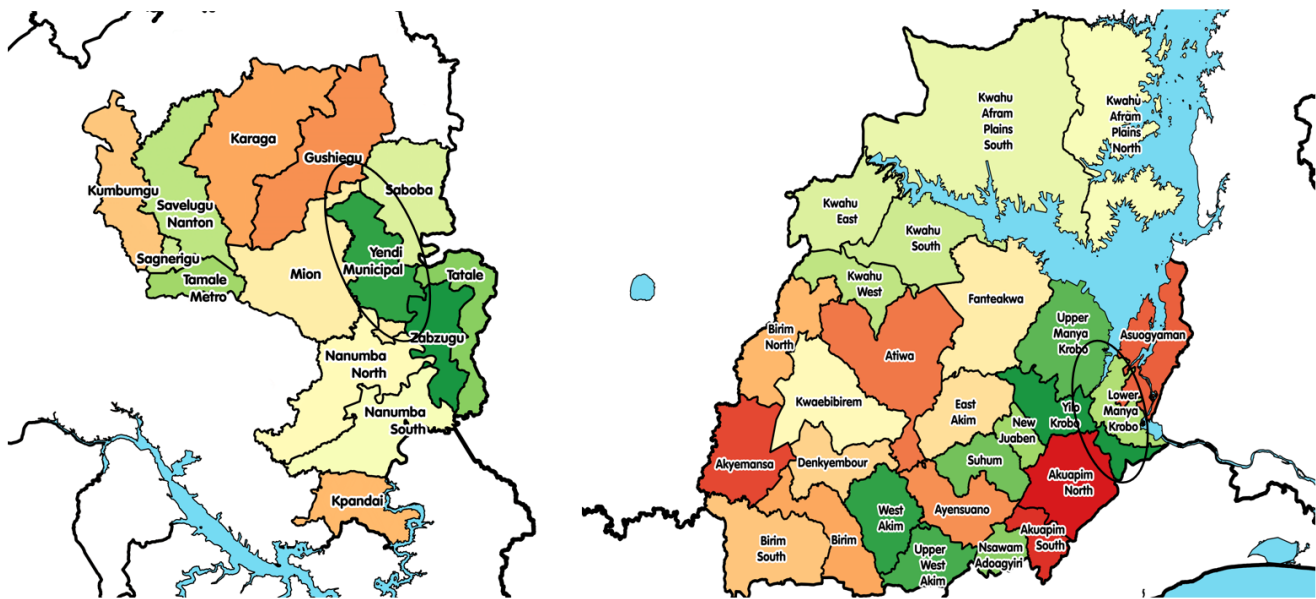 Karaga
Gushiegu
Kumbumgu
Saboba
Savelugu
Nanton
Sagnerigu
Yendi
Municipal
Mion
Tatale
Tamale
Metro
Zabzugu
Nanumba
North
Nanumba
South
Kpandai
Kwahu
Afram
Plains
South
Kwahu
Afram
Plains
North
Kwahu
East
Kwahu
South
Kwahu
West
Fanteakwa
Birim
North
Upper
Manya
Krobo
Asuogyaman
Atiwa
Kwaebibirem
East
Akim
Yilo
Krobo
Lower
Manya
Krobo
New
Juaben
Akyemansa
Denkyembour
Suhum
Akuapim
North
West
Akim
Ayensuano
Akuapim
South
Birim
South
Birim
Upper
West
Akim
Nsawam
Adoagyiri